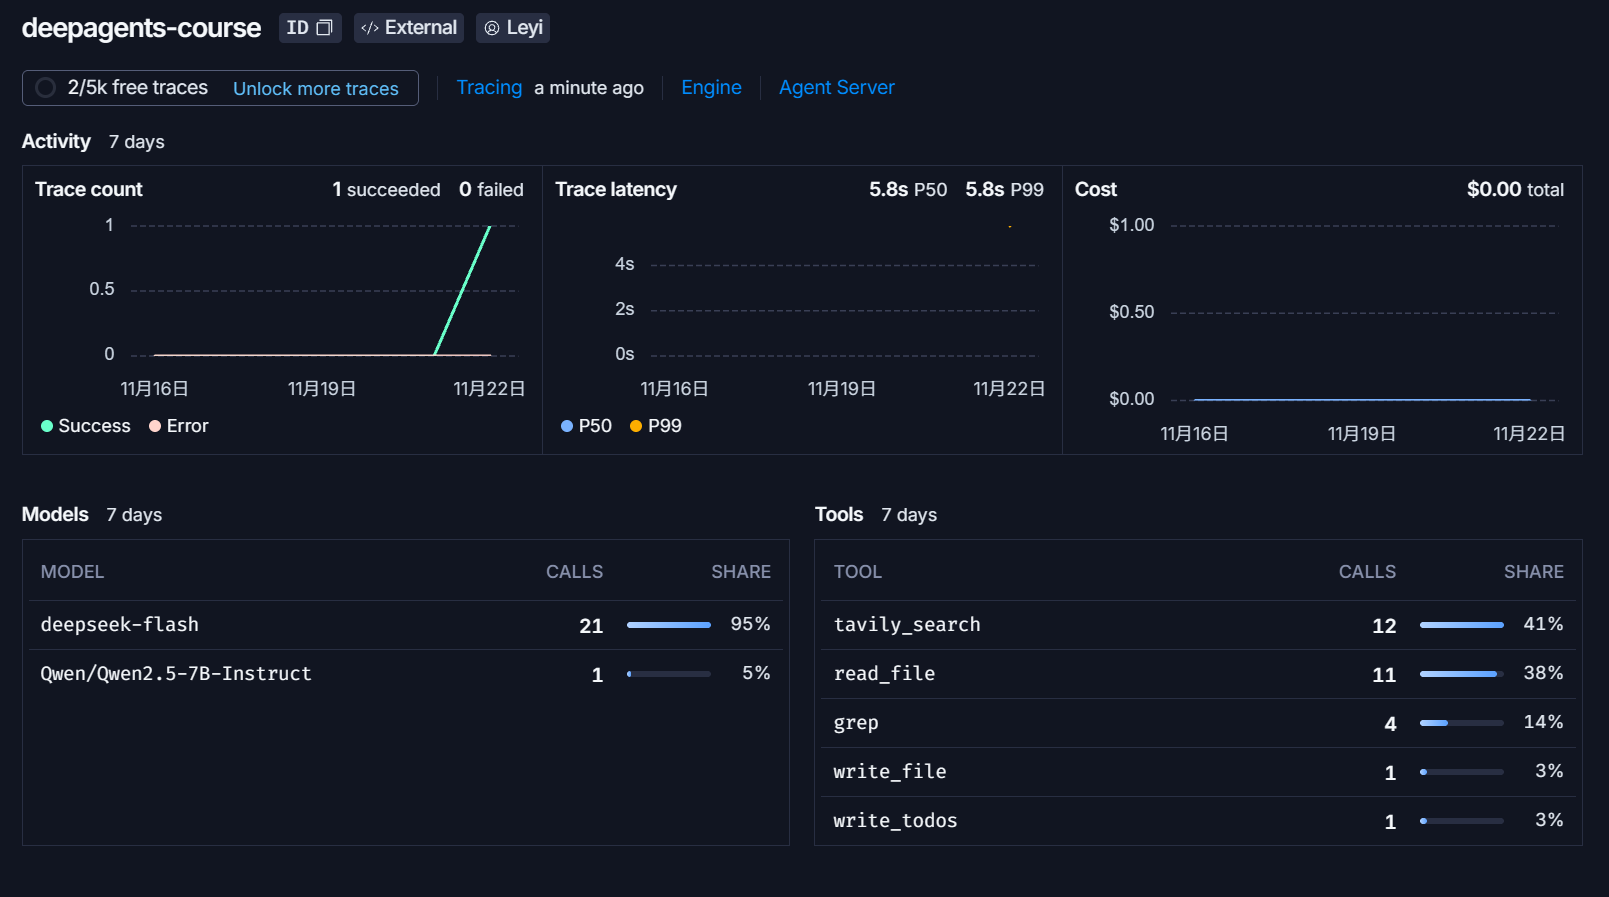 deepagents-course ID </> External Leyi
2/5k free traces Unlock more traces Tracing a minute ago Engine Agent Server
Activity 7 days
Trace count 1 succeeded 0 failed
1
0.5
0
11月16日 11月19日 11月22日
Success Error
Trace latency 5.8s P50 5.8s P99
4s
2s
0s
11月16日 11月19日 11月22日
P50 P99
Cost $0.00 total
$1.00
$0.50
$0.00
11月16日 11月19日 11月22日
Models 7 days
MODEL CALLS SHARE
deepseek-flash 21 95%
Qwen/Qwen2.5-7B-Instruct 1 5%
Tools 7 days
TOOL CALLS SHARE
tavily_search 12 41%
read_file 11 38%
grep 4 14%
write_file 1 3%
write_todos 1 3%